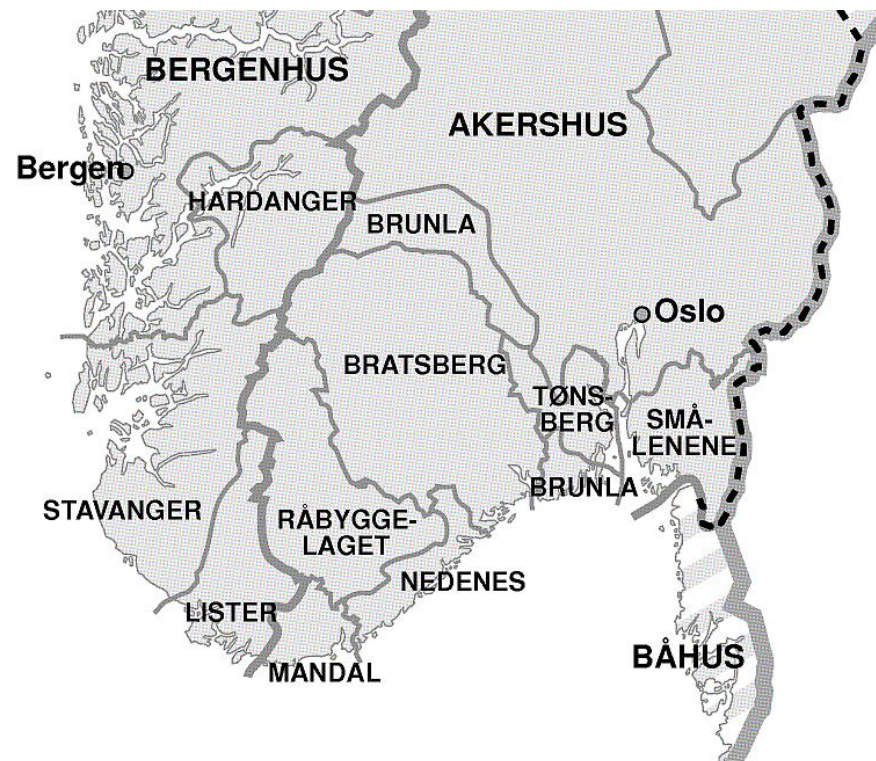 BERGENHUS
AKERSHUS
Bergen
HARDANGER
BRUNLA
Oslo
BRATSBERG
TØNS-
BERG
SMÅ-
LENENE
BRUNLA
STAVANGER
RÅBYGGE-
LAGET
NEDENES
LISTER
BÅHUS
MANDAL